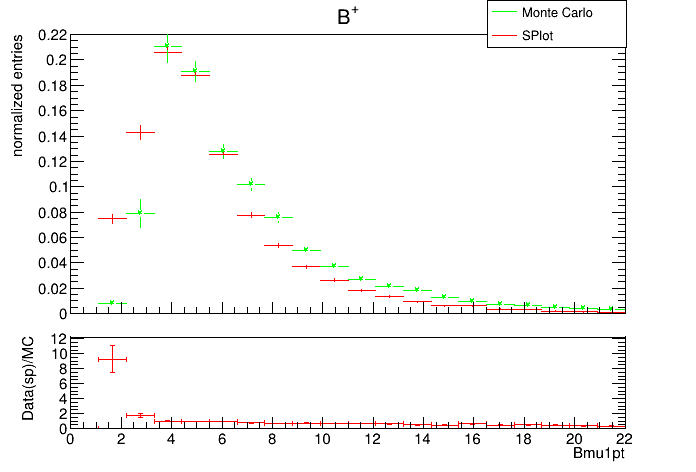 B+
Monte Carlo
SPlot
normalized entries
0.22
0.2
0.18
0.16
0.14
0.12
0.1
0.08
0.06
0.04
0.02
0
Data(sp)/MC
12
10
8
6
4
2
0
0 2 4 6 8 10 12 14 16 18 20 22
Bmu1pt